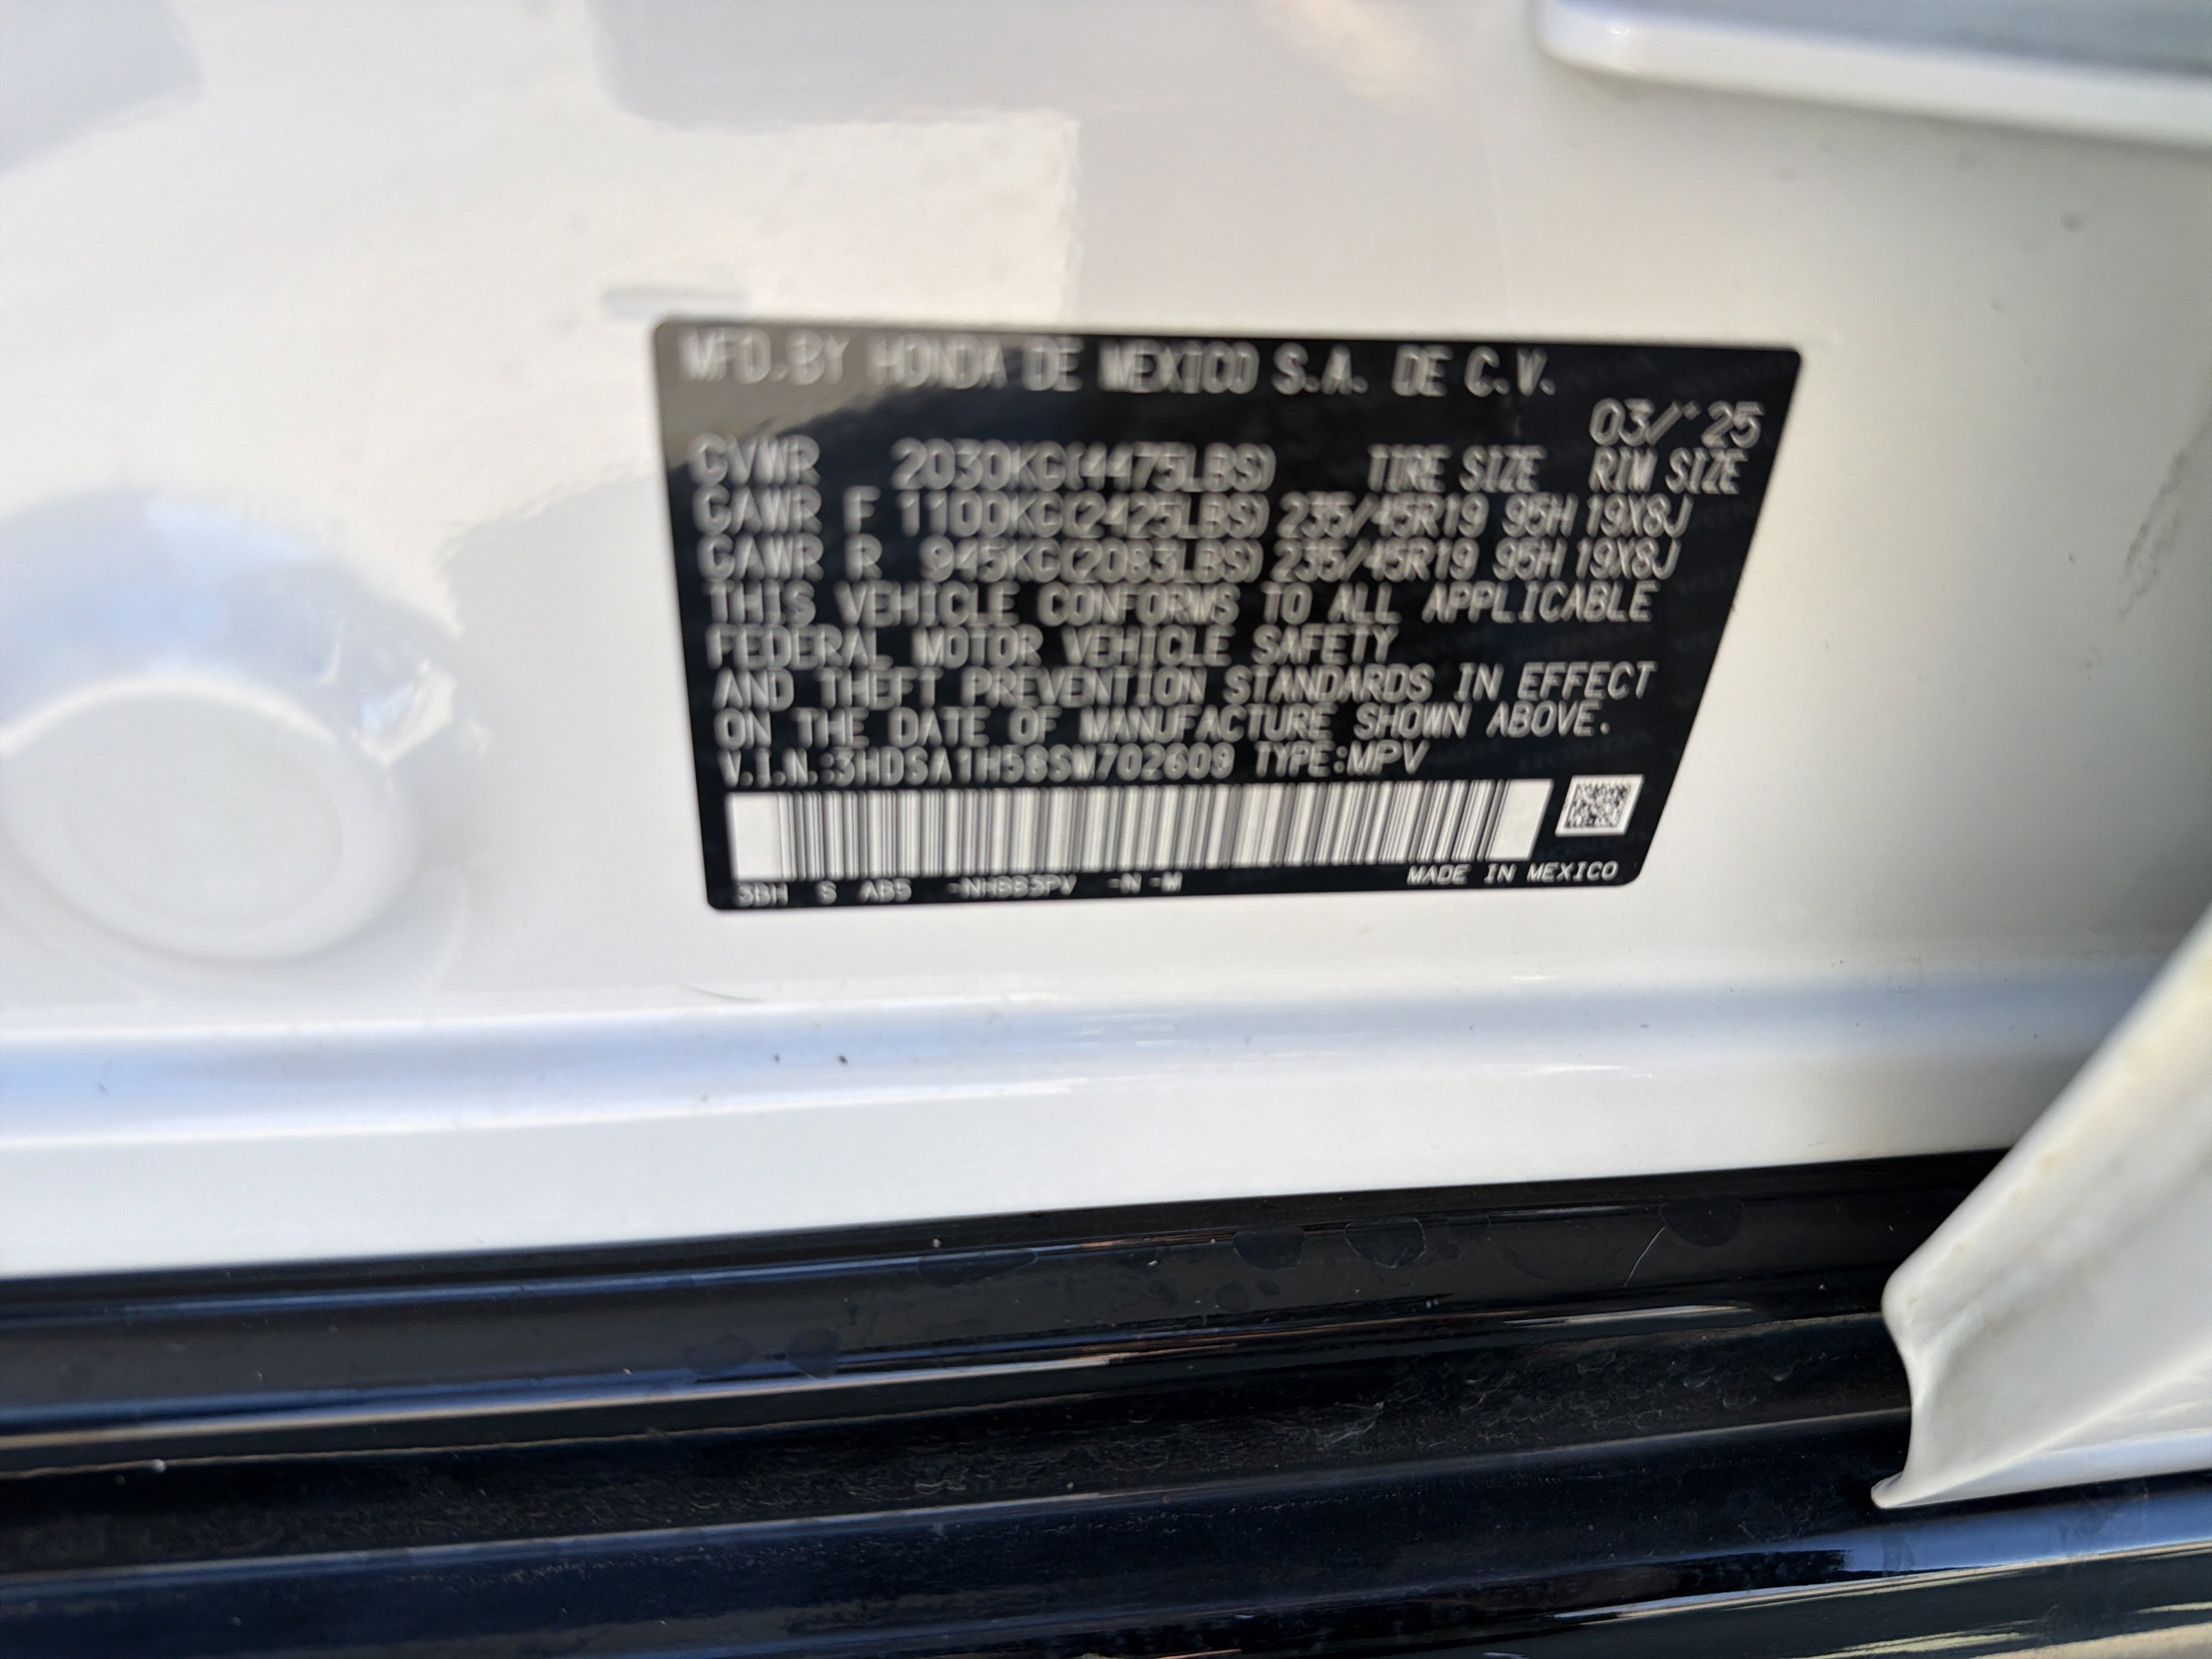 MFD.BY HONDA DE MEXICO S.A. DE C.V.
03/'25
GVWR 2030KG(4475LBS) TIRE SIZE RIM SIZE
GAWR F 1100KG(2425LBS) 235/45R19 95H 19X8J
GAWR R 945KG(2083LBS) 235/45R19 95H 19X8J
THIS VEHICLE CONFORMS TO ALL APPLICABLE
FEDERAL MOTOR VEHICLE SAFETY
AND THEFT PREVENTION STANDARDS IN EFFECT
ON THE DATE OF MANUFACTURE SHOWN ABOVE.
V.I.N.: TYPE:MPV
3BH S AB5 -NH883PV -N -M MADE IN MEXICO